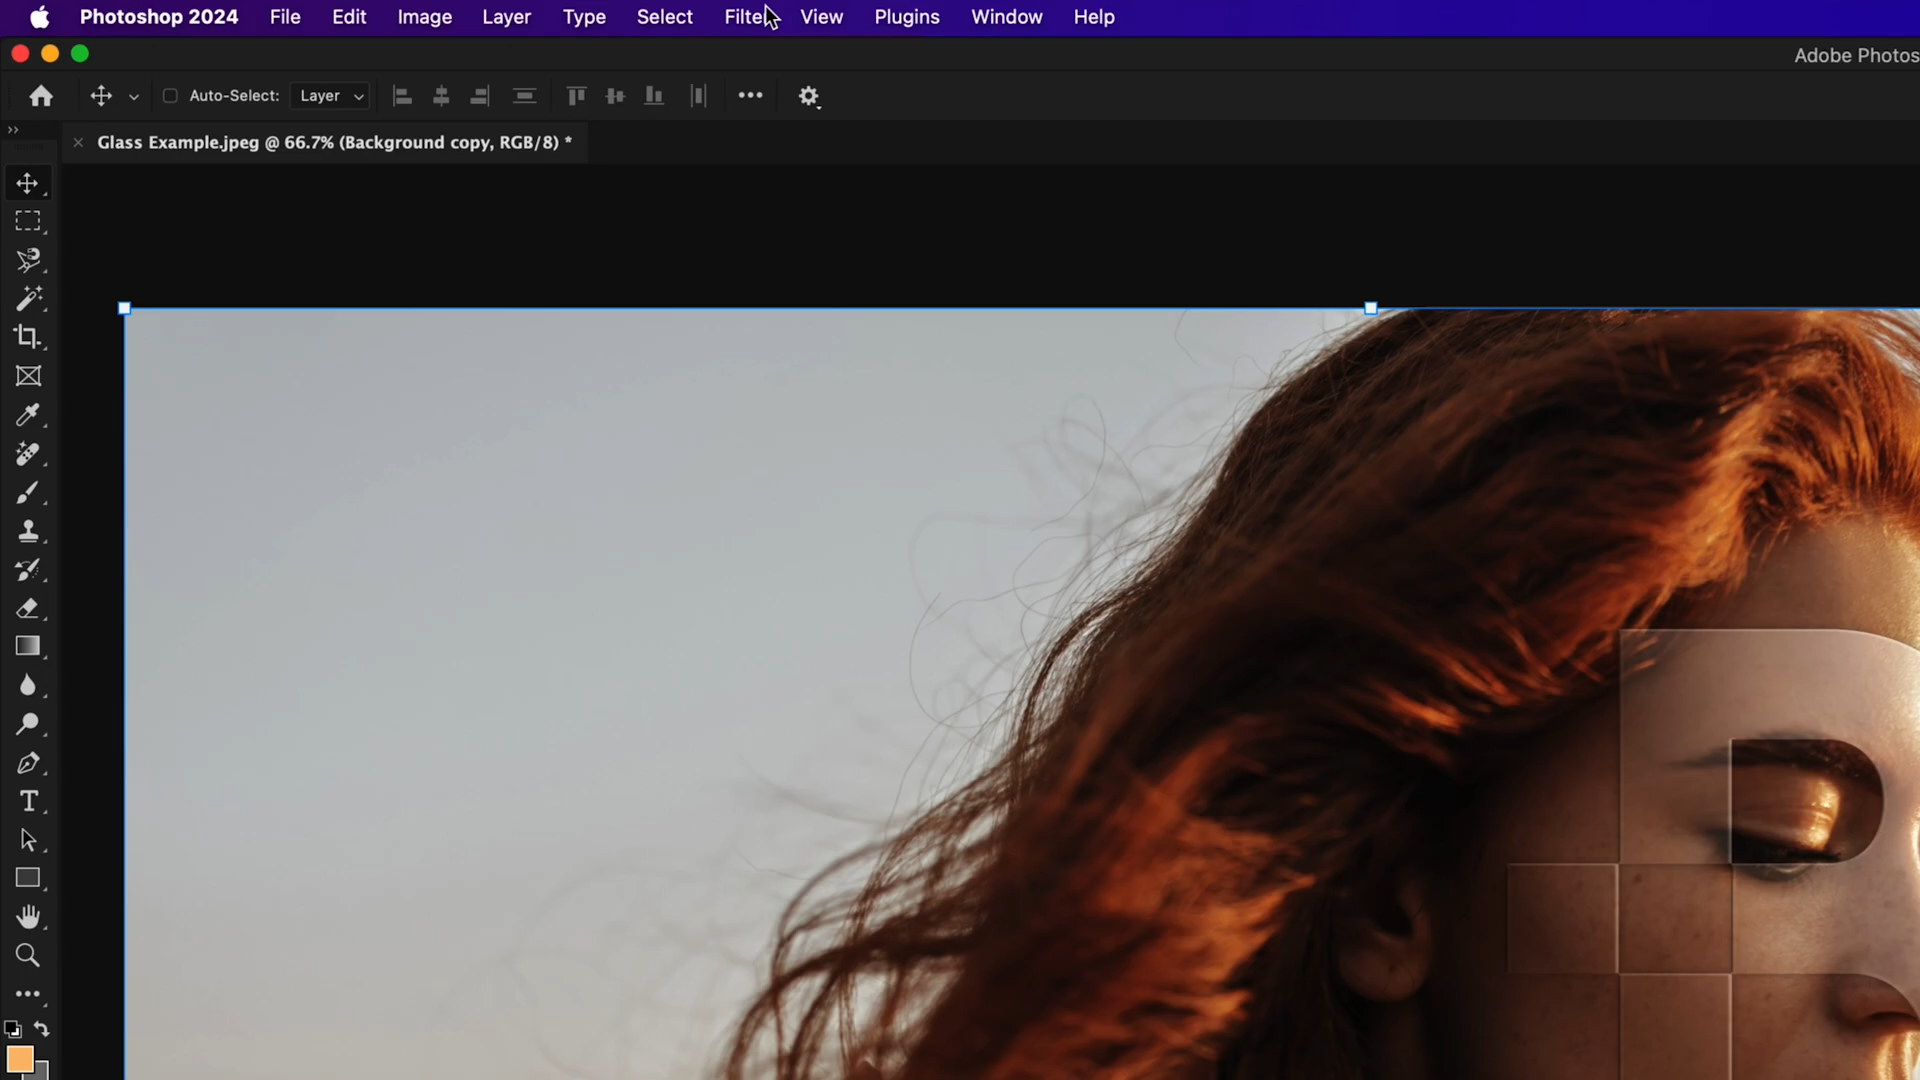 Photoshop 2024 File Edit Image Layer Type Select Filter View Plugins Window Help
Adobe Photos
Auto-Select: Layer
Glass Example.jpeg @ 66.7% (Background copy, RGB/8) *